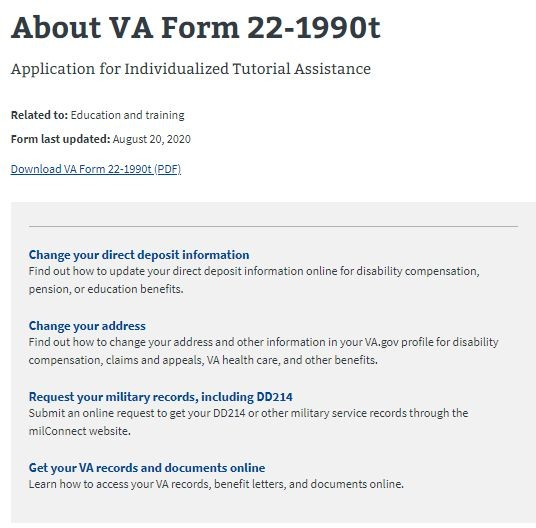 About VA Form 22-1990t
Application for Individualized Tutorial Assistance
Related to: Education and training
Form last updated: August 20, 2020
Download VA Form 22-1990t (PDF)
Change your direct deposit information
Find out how to update your direct deposit information online for disability compensation,
pension, or education benefits.
Change your address
Find out how to change your address and other information in your VA.gov profile for disability
compensation, claims and appeals, VA health care, and other benefits.
Request your military records, including DD214
Submit an online request to get your DD214 or other military service records through the
milConnect website.
Get your VA records and documents online
Learn how to access your VA records, benefit letters, and documents online.